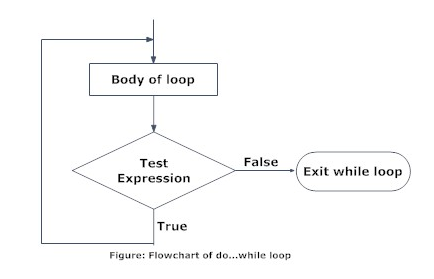 Body of loop
Test
Expression
False
Exit while loop
True
Figure: Flowchart of do...while loop